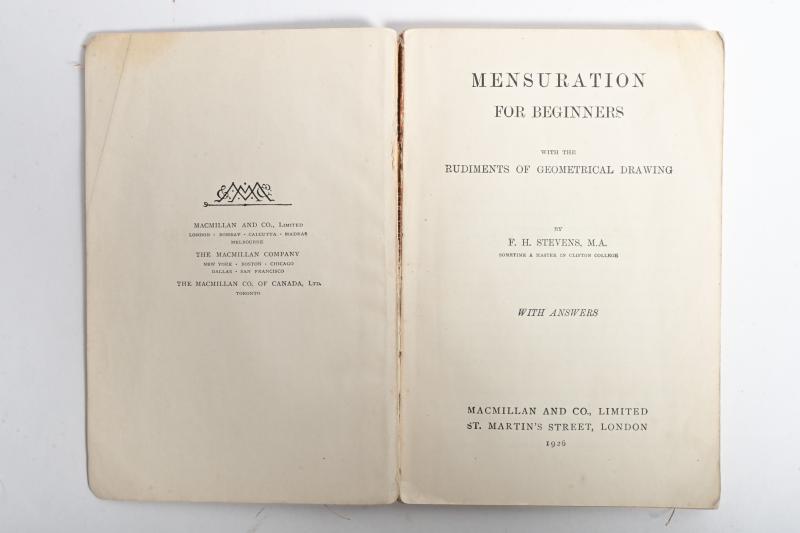 MACMILLAN AND CO., LIMITED
LONDON · BOMBAY · CALCUTTA · MADRAS
MELBOURNE
THE MACMILLAN COMPANY
NEW YORK · BOSTON · CHICAGO
DALLAS · SAN FRANCISCO
THE MACMILLAN CO. OF CANADA, LTD.
TORONTO
MENSURATION
FOR BEGINNERS
WITH THE
RUDIMENTS OF GEOMETRICAL DRAWING
BY
F. H. STEVENS, M.A.
SOMETIME A MASTER IN CLIFTON COLLEGE
WITH ANSWERS
MACMILLAN AND CO., LIMITED
ST. MARTIN'S STREET, LONDON
1926